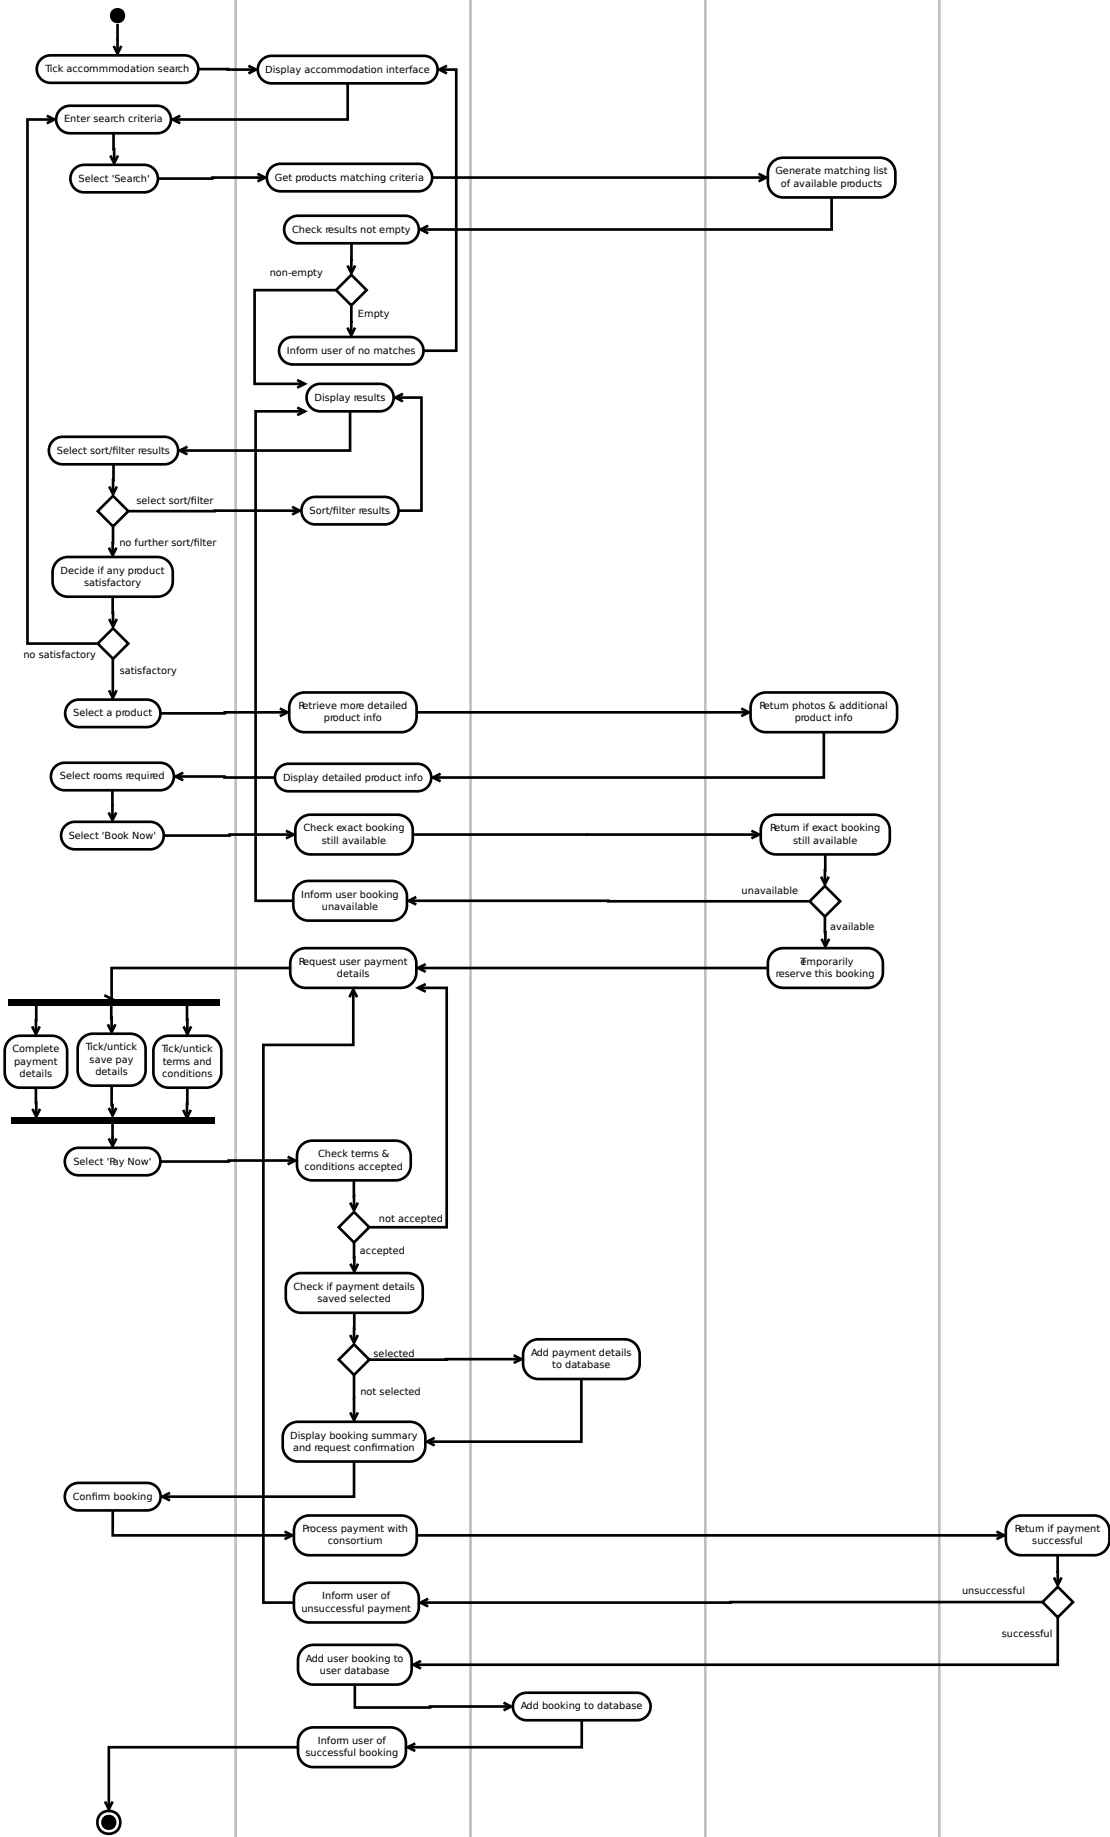 Tick accommmodation search
Display accommodation interface
Enter search criteria
Select 'Search'
Get products matching criteria
Generate matching list
of available products
Check results not empty
non-empty
Empty
Inform user of no matches
Display results
Select sort/filter results
select sort/filter
Sort/filter results
no further sort/filter
Decide if any product
satisfactory
no satisfactory
satisfactory
Select a product
Retrieve more detailed
product info
Return photos & additional
product info
Select rooms required
Display detailed product info
Select 'Book Now'
Check exact booking
still available
Return if exact booking
still available
unavailable
Inform user booking
unavailable
available
Request user payment
details
Temporarily
reserve this booking
Complete
payment
details
Tick/untick
save pay
details
Tick/untick
terms and
conditions
Select 'Pay Now'
Check terms &
conditions accepted
not accepted
accepted
Check if payment details
saved selected
selected
Add payment details
to database
not selected
Display booking summary
and request confirmation
Confirm booking
Process payment with
consortium
Return if payment
successful
unsuccessful
Inform user of
unsuccessful payment
successful
Add user booking to
user database
Add booking to database
Inform user of
successful booking